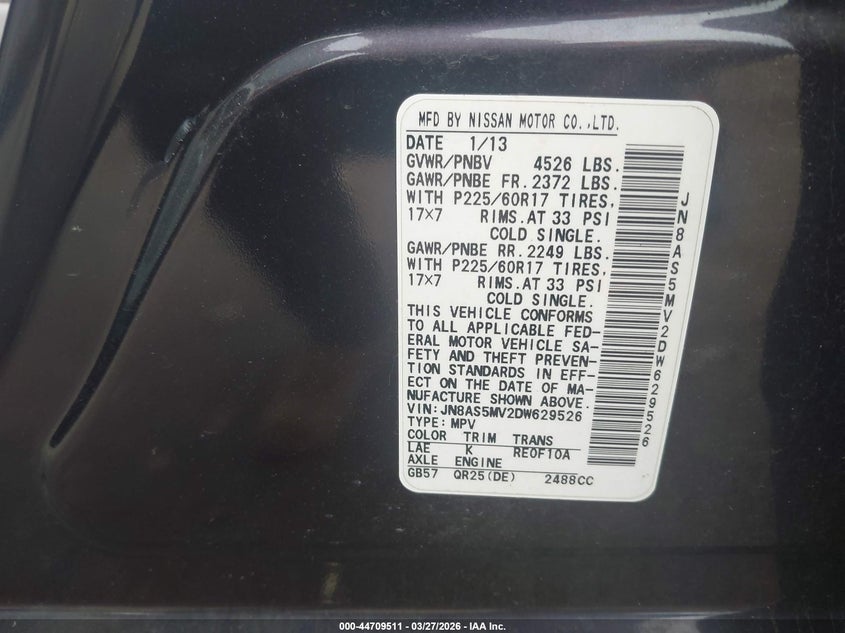 MFD BY NISSAN MOTOR CO.,LTD.
DATE 1/13
GVWR/PNBV 4526 LBS.
GAWR/PNBE FR. 2372 LBS.
WITH P225/60R17 TIRES,
17×7 RIMS. AT 33 PSI
COLD SINGLE.
GAWR/PNBE RR. 2249 LBS.
WITH P225/60R17 TIRES,
17×7 RIMS. AT 33 PSI
COLD SINGLE.
THIS VEHICLE CONFORMS
TO ALL APPLICABLE FED-
ERAL MOTOR VEHICLE SA-
FETY AND THEFT PREVEN-
TION STANDARDS IN EFF-
ECT ON THE DATE OF MA-
NUFACTURE SHOWN ABOVE.
VIN: JN8AS5MV2DW629526
TYPE: MPV
COLOR TRIM TRANS
LAE K RE0F10A
AXLE ENGINE
GB57 QR25(DE) 2488CC
JN8AS5MV2DW629526
000-44709511 — 03/27/2026 — IAA Inc.